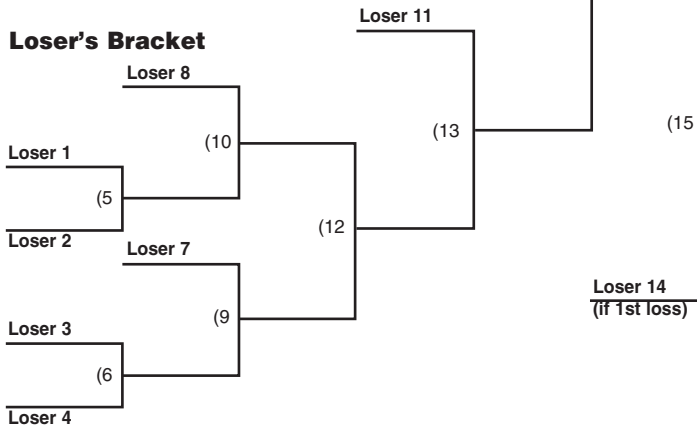 Loser 11
Loser's Bracket
Loser 8
(10
(13
(15
Loser 1
(5
Loser 2
(12
Loser 7
Loser 14
(if 1st loss)
(9
Loser 3
(6
Loser 4